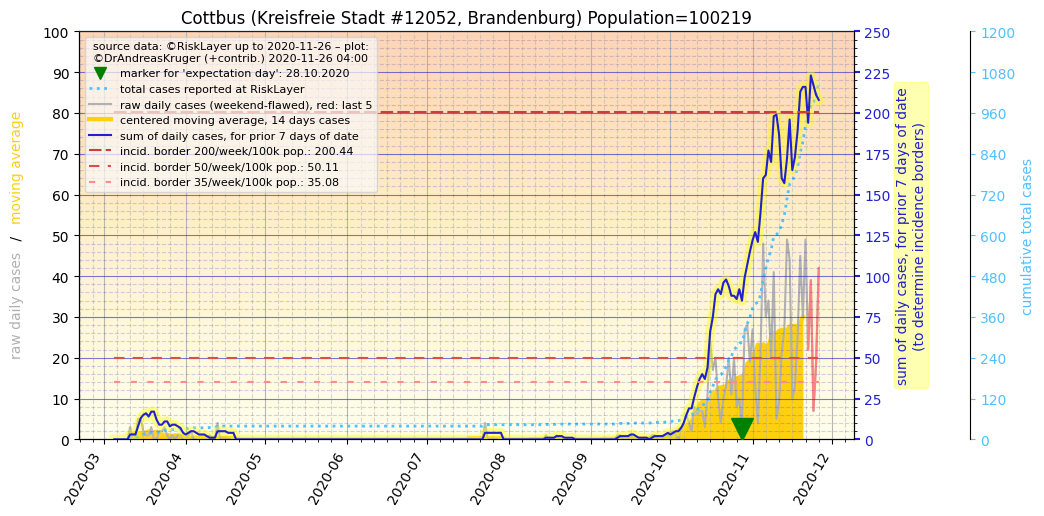 Cottbus (Kreisfreie Stadt #12052, Brandenburg) Population=100219
source data: ©RiskLayer up to 2020-11-26 – plot:
©DrAndreasKruger (+contrib.) 2020-11-26 04:00
marker for 'expectation day': 28.10.2020
total cases reported at RiskLayer
raw daily cases (weekend-flawed), red: last 5
centered moving average, 14 days cases
sum of daily cases, for prior 7 days of date
incid. border 200/week/100k pop.: 200.44
incid. border 50/week/100k pop.: 50.11
incid. border 35/week/100k pop.: 35.08
raw daily cases / moving average
100
90
80
70
60
50
40
30
20
10
0
2020-03
2020-04
2020-05
2020-06
2020-07
2020-08
2020-09
2020-10
2020-11
2020-12
250
225
200
175
150
125
100
75
50
25
0
sum of daily cases, for prior 7 days of date
(to determine incidence borders)
1200
1080
960
840
720
600
480
360
240
120
0
cumulative total cases